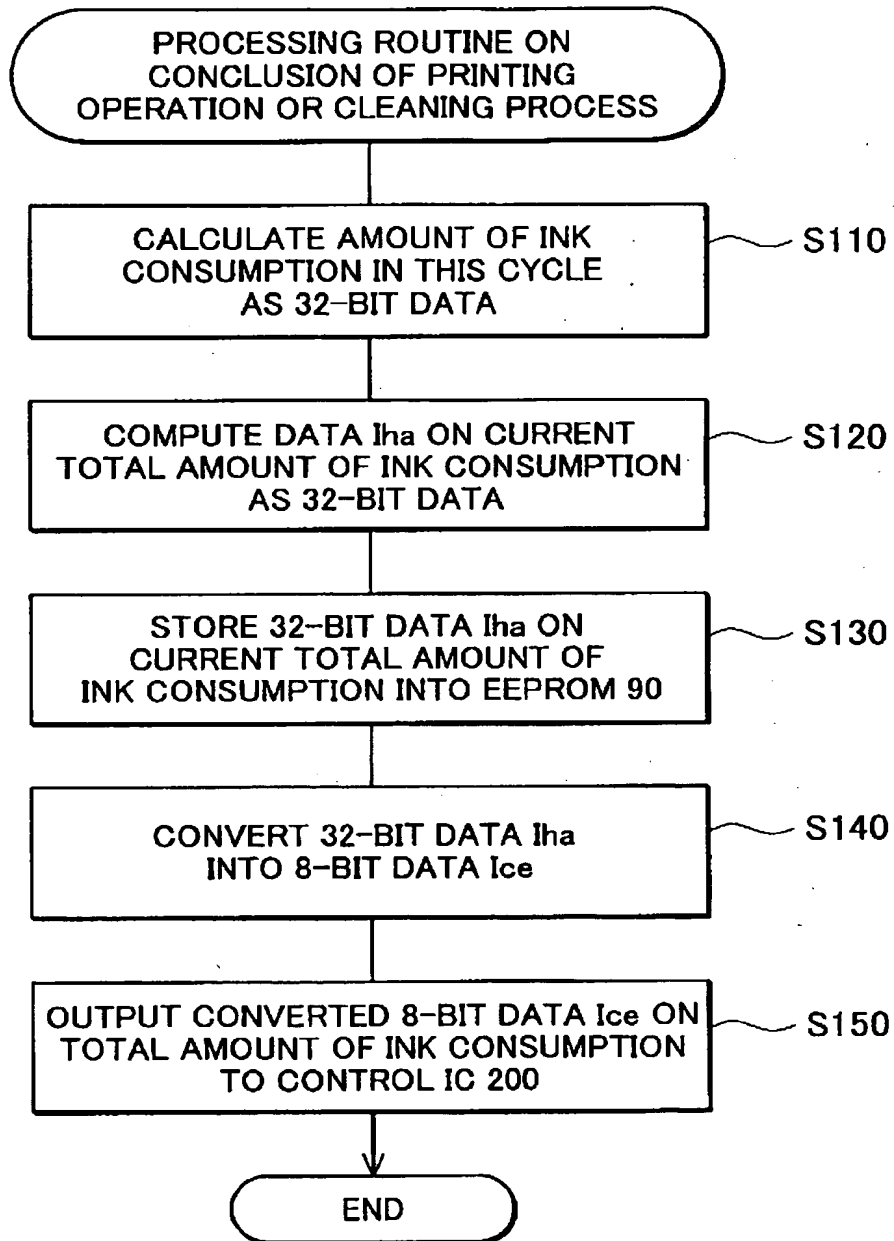 PROCESSING ROUTINE ON
CONCLUSION OF PRINTING
OPERATION OR CLEANING PROCESS
CALCULATE AMOUNT OF INK
CONSUMPTION IN THIS CYCLE
AS 32-BIT DATA
S110
COMPUTE DATA Iha ON CURRENT
TOTAL AMOUNT OF INK CONSUMPTION
AS 32-BIT DATA
S120
STORE 32-BIT DATA Iha ON
CURRENT TOTAL AMOUNT OF
INK CONSUMPTION INTO EEPROM 90
S130
CONVERT 32-BIT DATA Iha
INTO 8-BIT DATA Ice
S140
OUTPUT CONVERTED 8-BIT DATA Ice ON
TOTAL AMOUNT OF INK CONSUMPTION
TO CONTROL IC 200
S150
END